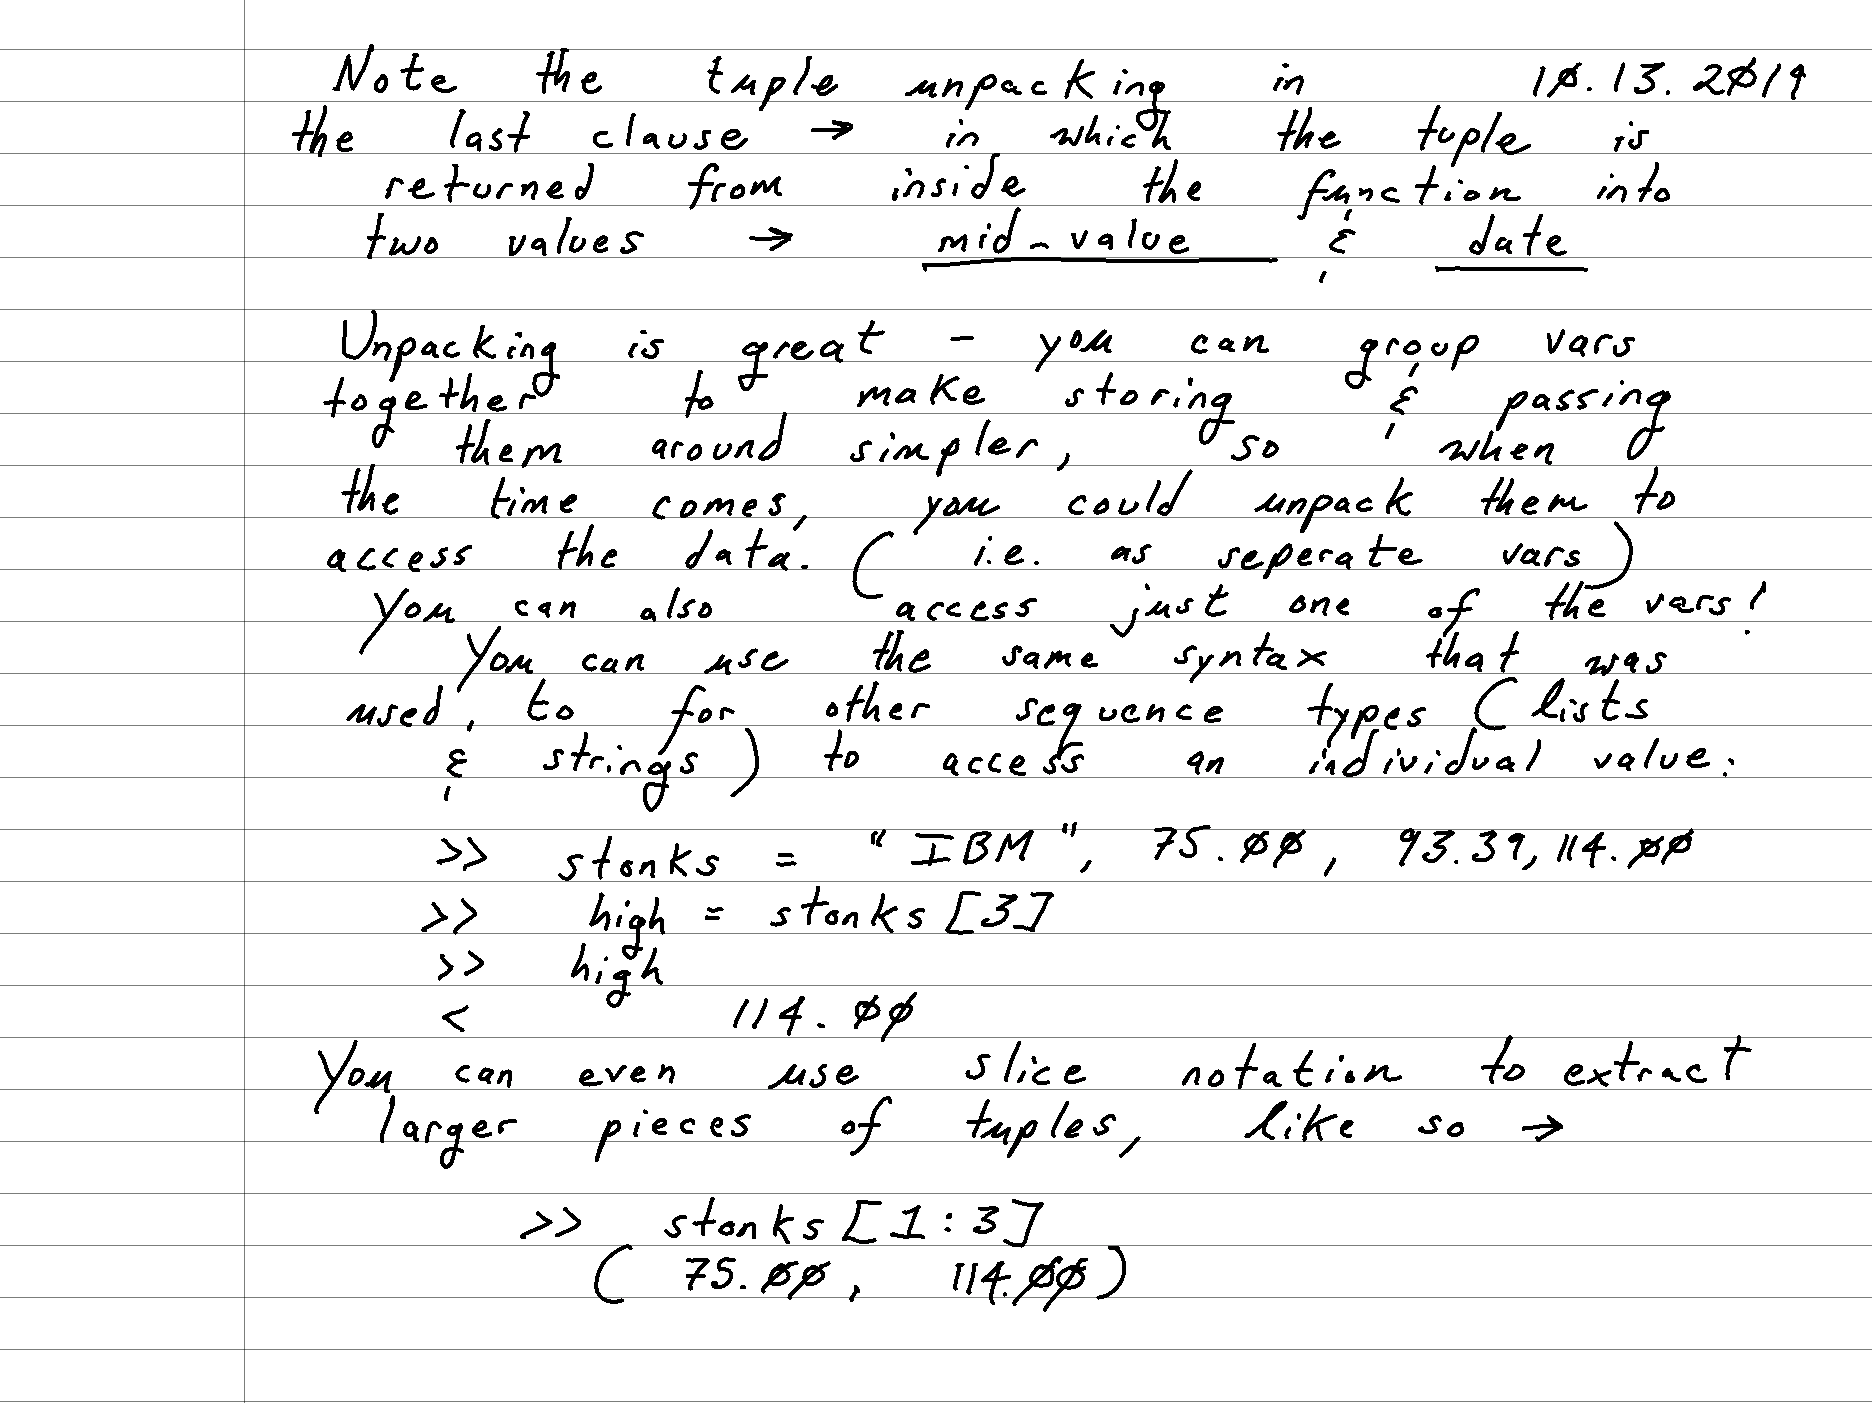 Note the tuple unpacking in 10.13.2019
the last clause → in which the tuple is
returned from inside the function into
two values → mid_value & date
Unpacking is great - you can group vars
together to make storing & passing
them around simpler, so when
the time comes, you could unpack them to
access the data. ( i.e. as seperate vars)
You can also access just one of the vars!
You can use the same syntax that was
used, to for other sequence types ( lists
& strings ) to access an individual value:
>> stonks = "IBM", 75.00, 93.39, 114.00
>> high = stonks [3]
>> high
< 114.00
You can even use slice notation to extract
larger pieces of tuples, like so →
>> stonks [1:3]
( 75.00, 114.00)